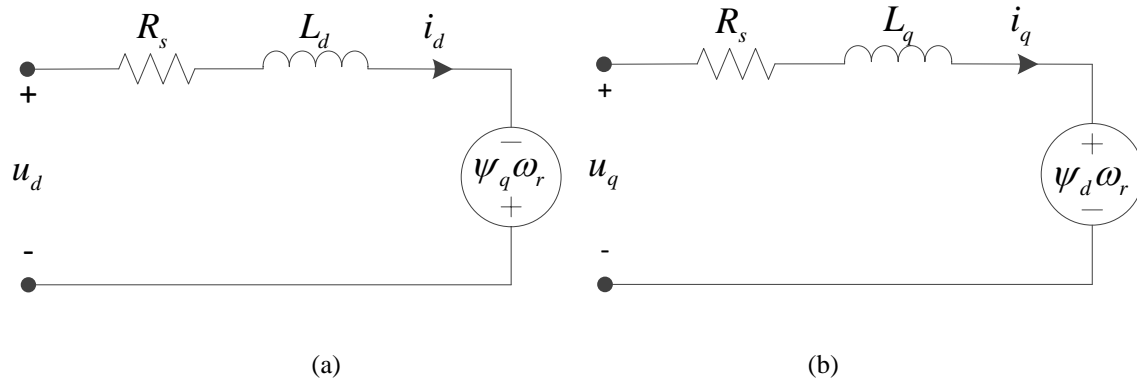 R_s L_d i_d
+
u_d
−
ψ_q ω_r
+
-
(a)
R_s L_q i_q
+
u_q
+
ψ_d ω_r
−
-
(b)